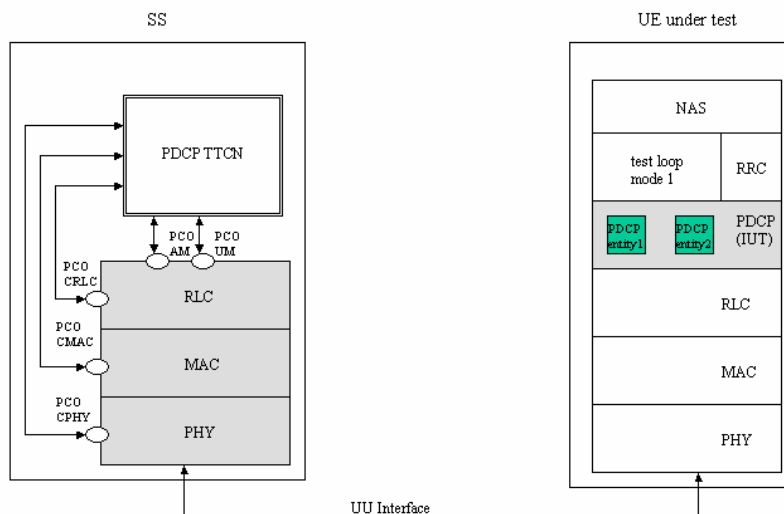 SS
UE under test
PDCP TTCN
PCO
AM
PCO
UM
PCO
CRLC
RLC
PCO
CMAC
MAC
PCO
CPHY
PHY
NAS
test loop
mode 1
RRC
PDCP
entity1
PDCP
entity2
PDCP
(IUT)
RLC
MAC
PHY
UU Interface